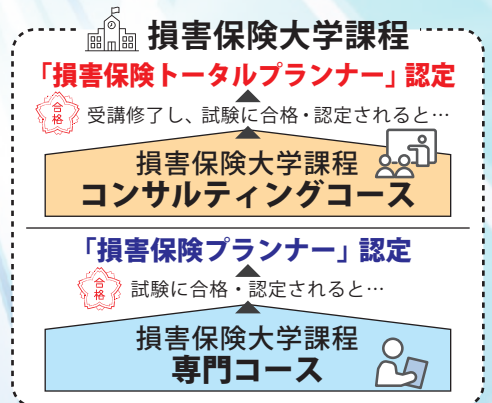 損害保険大学課程
「損害保険トータルプランナー」認定
合格
受講修了し、試験に合格・認定されると…
損害保険大学課程
コンサルティングコース
「損害保険プランナー」認定
合格
試験に合格・認定されると…
損害保険大学課程
専門コース